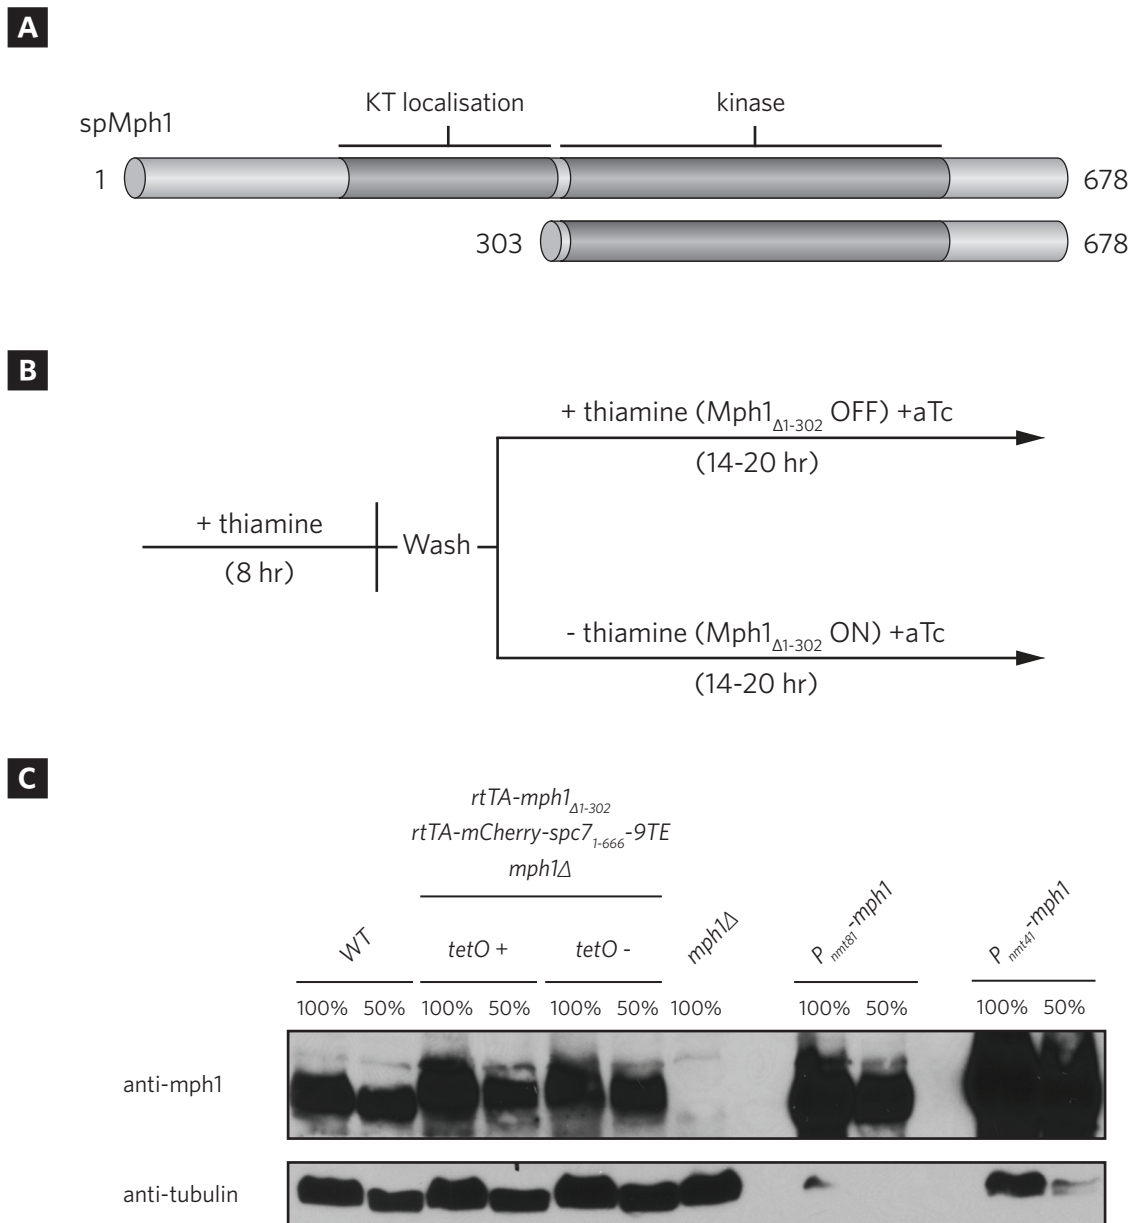 A
KT localisation kinase
spMph1
1 678
303 678
B
+ thiamine (Mph1Δ1-302 OFF) +aTc
(14-20 hr)
+ thiamine
Wash
(8 hr)
- thiamine (Mph1Δ1-302 ON) +aTc
(14-20 hr)
C
rtTA-mph1Δ1-302
rtTA-mCherry-spc71-666-9TE
mph1Δ
WT tetO + tetO - mph1Δ Pnmt81-mph1 Pnmt41-mph1
100% 50% 100% 50% 100% 50% 100% 100% 50% 100% 50%
anti-mph1
anti-tubulin